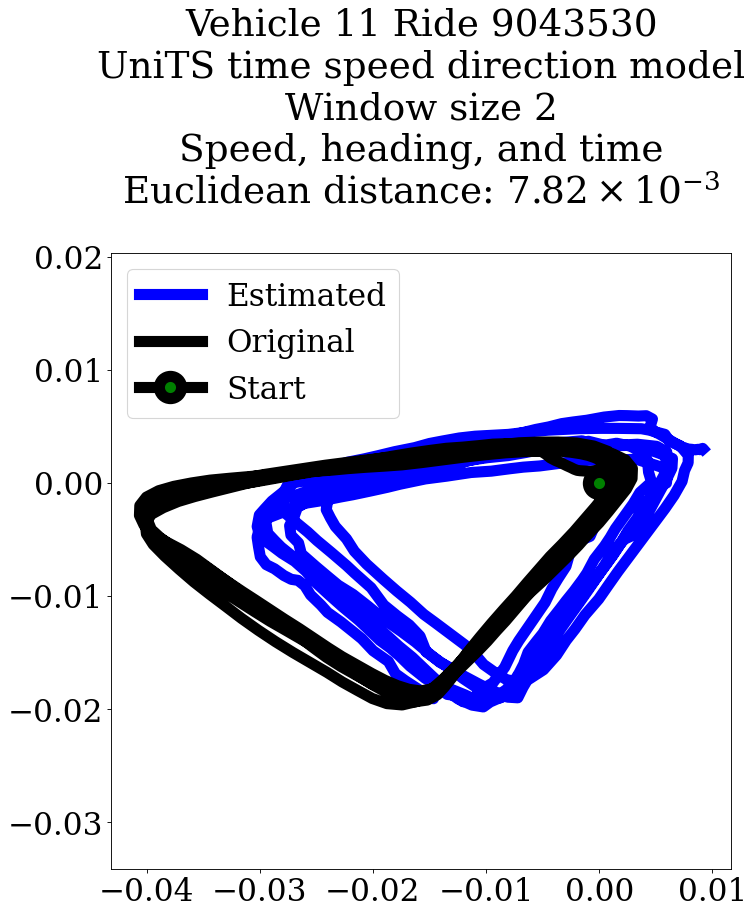 Vehicle 11 Ride 9043530
UniTS time speed direction model
Window size 2
Speed, heading, and time
Euclidean distance: 7.82 × 10⁻³
0.02
0.01
0.00
−0.01
−0.02
−0.03
Estimated
Original
Start
−0.04 −0.03 −0.02 −0.01 0.00 0.01